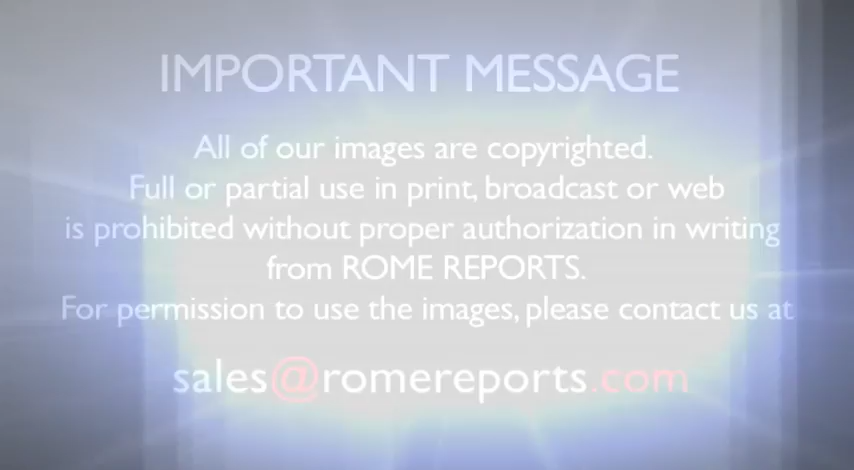 IMPORTANT MESSAGE
All of our images are copyrighted.
Full or partial use in print, broadcast or web
is prohibited without proper authorization in writing
from ROME REPORTS.
For permission to use the images, please contact us at
sales@romereports.com